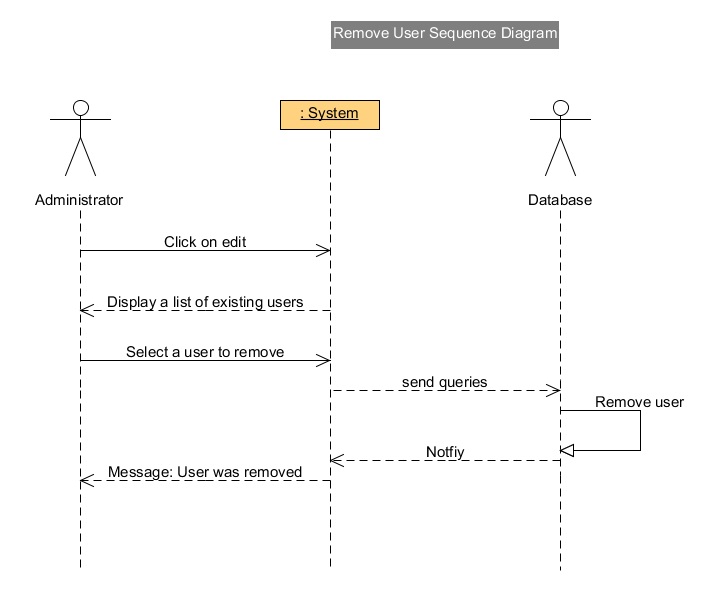 Remove User Sequence Diagram
: System
Administrator
Database
Click on edit
Display a list of existing users
Select a user to remove
send queries
Remove user
Notfiy
Message: User was removed